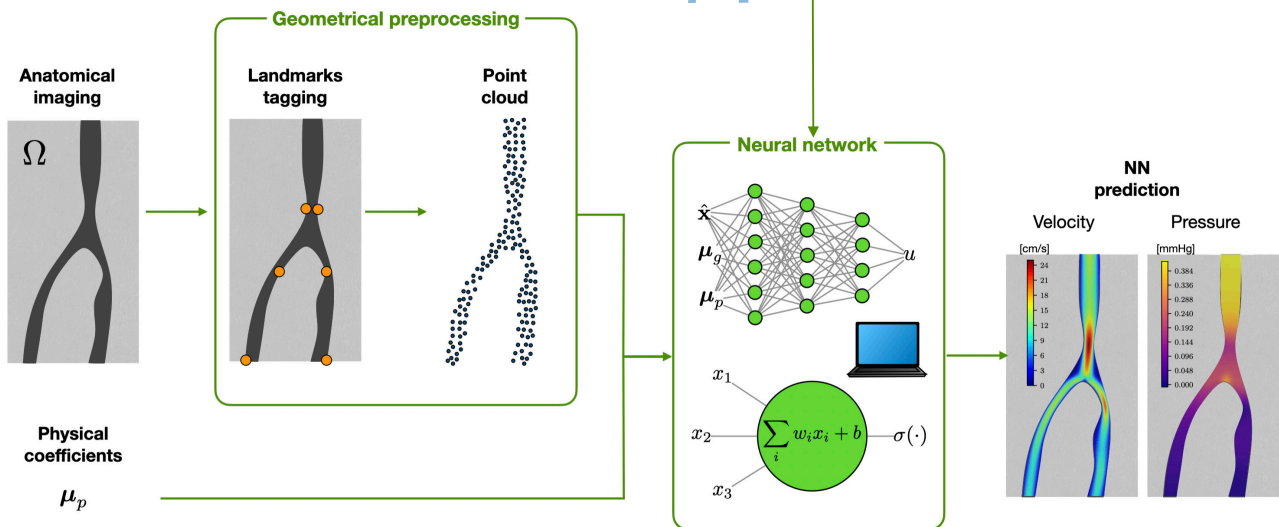 Geometrical preprocessing
Anatomical
imaging
Landmarks
tagging
Point
cloud
Ω
Physical
coefficients
μ_p
Neural network
x̂
μ_g
μ_p
u
x_1
x_2
x_3
∑_i w_i x_i + b
σ(·)
NN
prediction
Velocity
Pressure
[cm/s]
24
21
18
15
12
9
6
3
0
[mmHg]
0.384
0.336
0.288
0.240
0.192
0.144
0.096
0.048
0.000